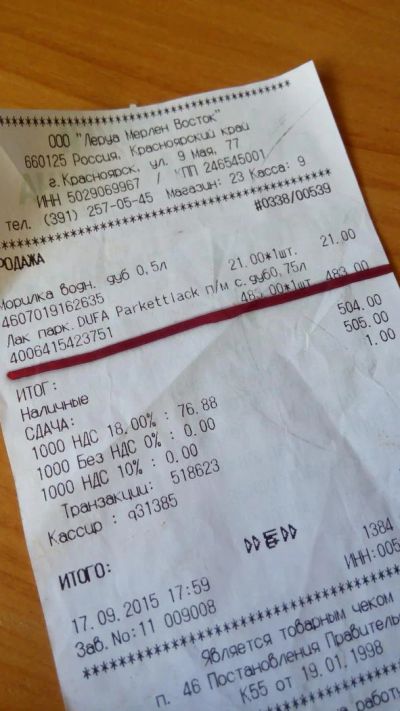 ООО "Леруа Мерлен Восток"
660125 Россия, Красноярский край
г.Красноярск, ул. 9 Мая, 77
ИНН 5029069967 / КПП 246545001
тел. (391) 257-05-45 Магазин: 23 Касса: 9
#0338/00539
РОДАЖА
Морилка водн. дуб 0,5л
4607019162635 21.00*1шт. 21.00
Лак парк. DUFA Parkettlack п/м с.дуб0,75л
4006415423751 483.00*1шт. 483.00
ИТОГ: 504.00
Наличные 505.00
СДАЧА: 1.00
1000 НДС 18.00% : 76.88
1000 Без НДС 0% : 0.00
1000 НДС 10% : 0.00
Транзакции: 518623
Кассир : q31385
ИТОГО: 1384
17.09.2015 17:59 ИНН:005
Зав.No:11 009008
Является товарным чеком
п. 46 Постановления Правитель
К55 от 19.01.1998